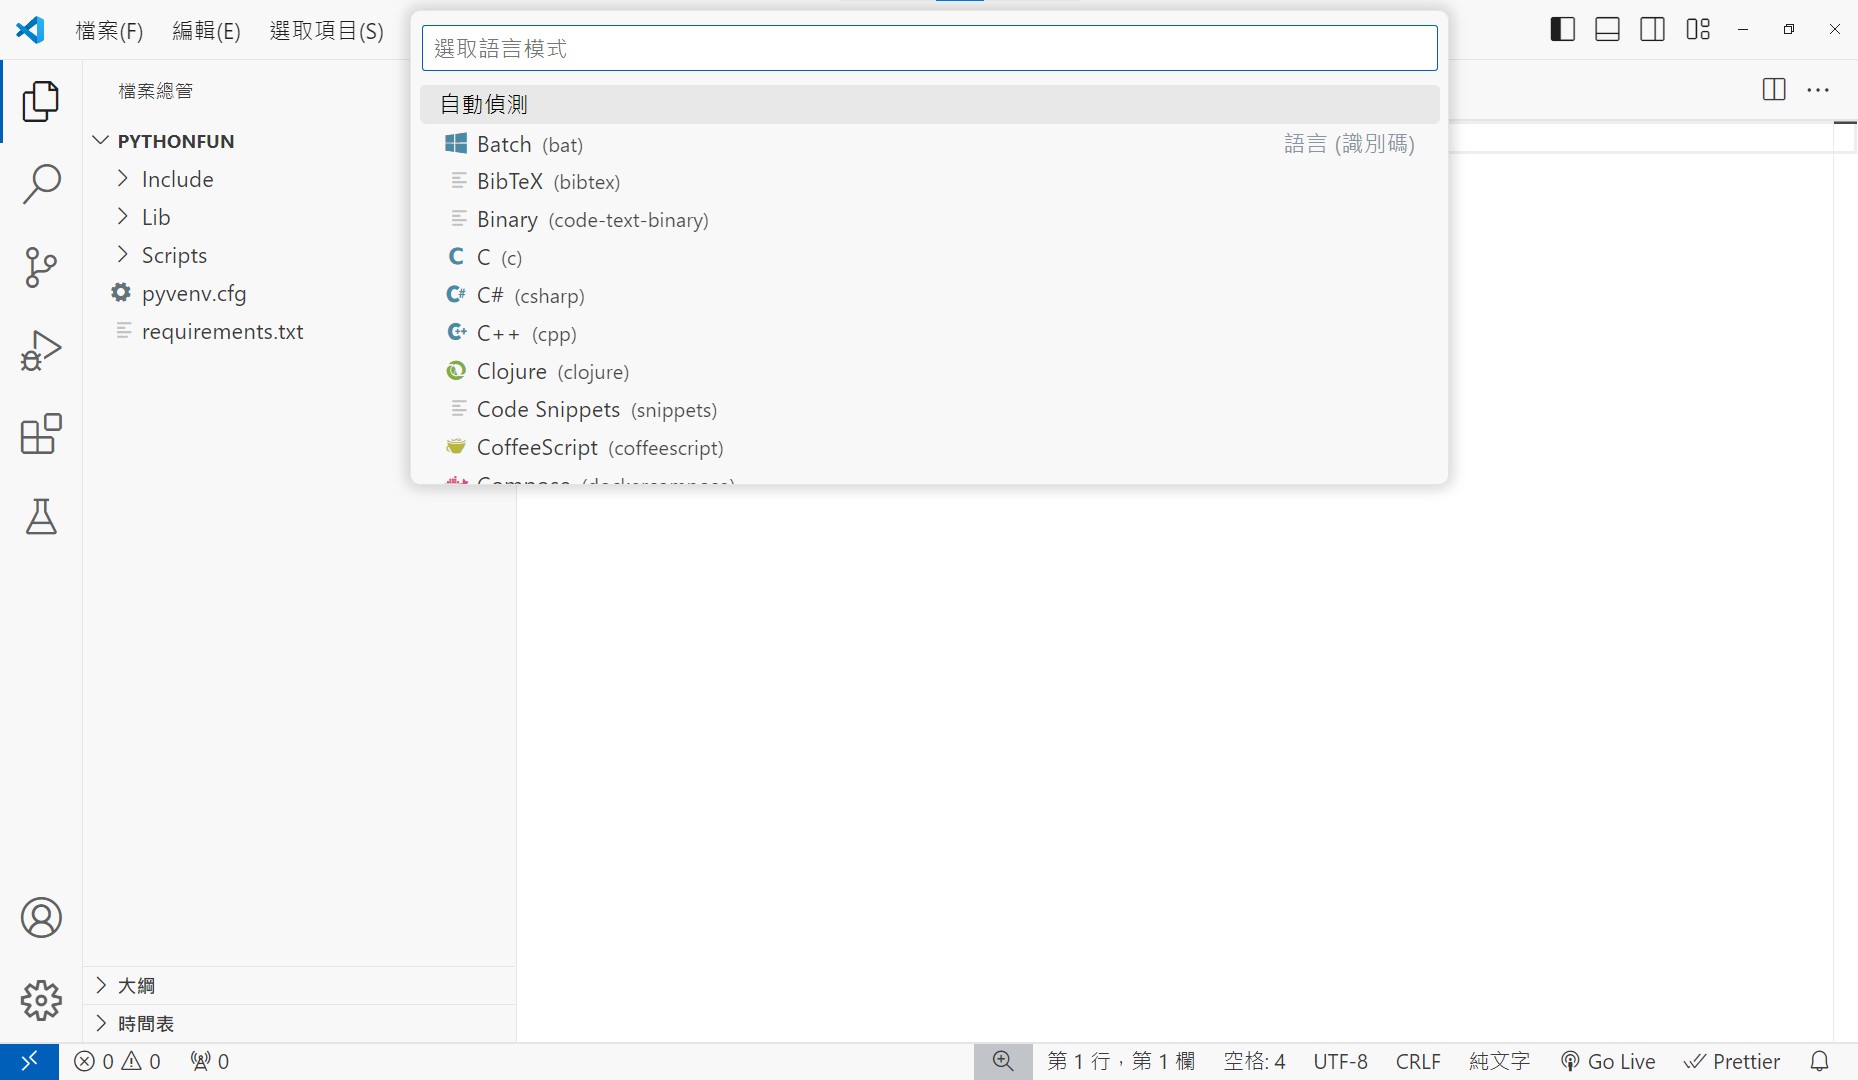 檔案(F) 編輯(E) 選取項目(S)
選取語言模式
檔案總管
自動偵測
PYTHONFUN
Include
Lib
Scripts
pyvenv.cfg
requirements.txt
Batch (bat) 語言 (識別碼)
BibTeX (bibtex)
Binary (code-text-binary)
C (c)
C# (csharp)
C++ (cpp)
Clojure (clojure)
Code Snippets (snippets)
CoffeeScript (coffeescript)
Compose (dockercompose)
大綱
時間表
0 0 0 第 1 行,第 1 欄 空格: 4 UTF-8 CRLF 純文字 Go Live Prettier